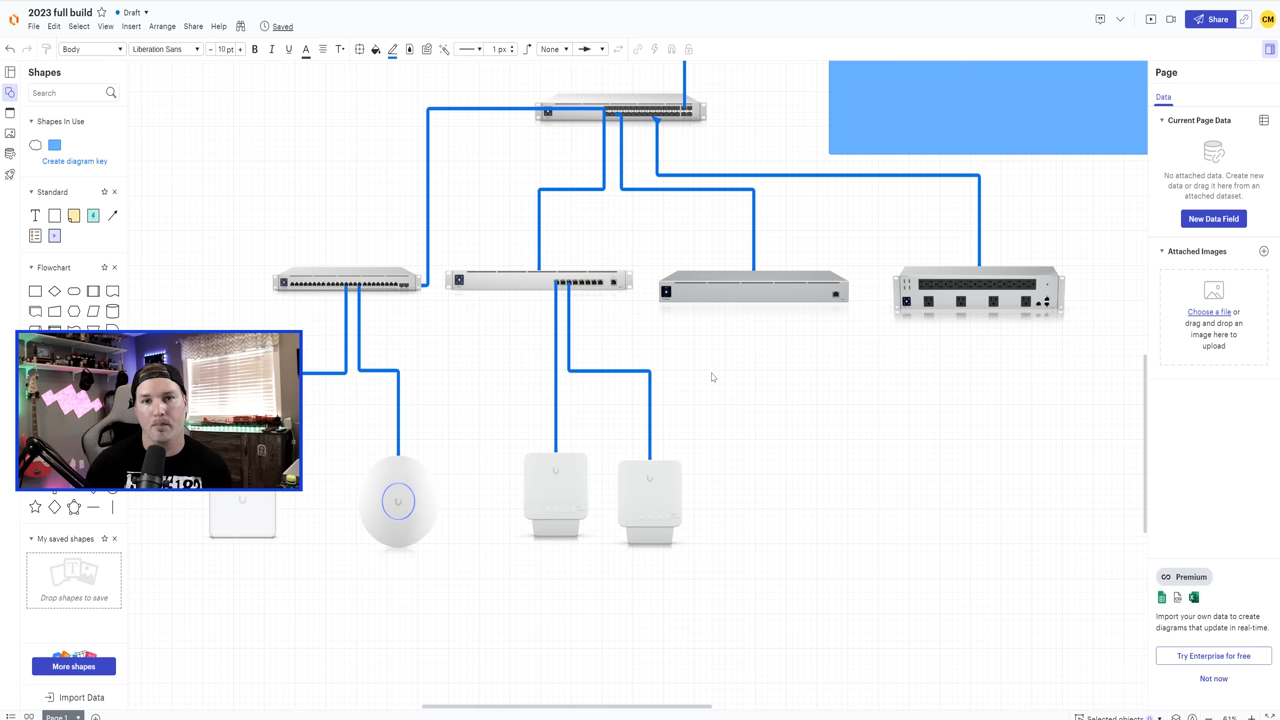 2023 full build
Draft
File Edit Select View Insert Arrange Share Help Saved
Share
CM
Body
Liberation Sans
10 pt
B I U A T
1 px
None
Shapes
Search
Shapes In Use
Create diagram key
Standard
T
Flowchart
My saved shapes
Drop shapes to save
More shapes
Import Data
Page 1
Page
Data
Current Page Data
No attached data. Create new
data or drag it here from an
attached dataset.
New Data Field
Attached Images
Choose a file or
drag and drop an
image here to
upload
Premium
Import your own data to create
diagrams that update in real-time.
Try Enterprise for free
Not now
Selected objects
61%